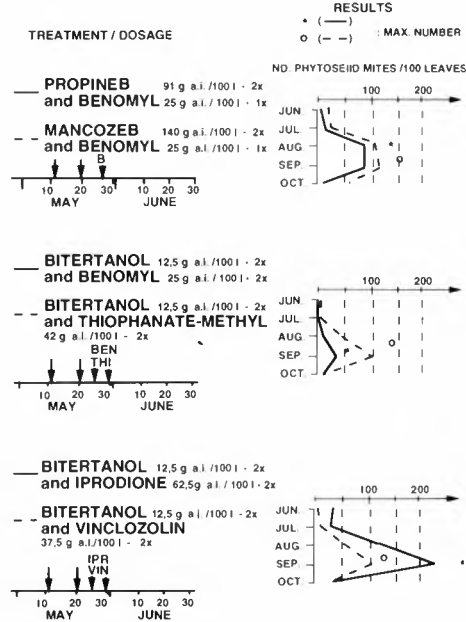 RESULTS
TREATMENT / DOSAGE
* (—)
o (– –) : MAX. NUMBER
NO. PHYTOSEIID MITES /100 LEAVES
PROPINEB 91 g a.i./100 l - 2x
and BENOMYL 25 g a.i./100 l - 1x
MANCOZEB 140 g a.i./100 l - 2x
and BENOMYL 25 g a.i./100 l - 1x
B
10 20 30 10 20 30
MAY JUNE
100 200
JUN.
JUL.
AUG.
SEP.
OCT.
BITERTANOL 12,5 g a.i./100 l - 2x
and BENOMYL 25 g a.i./100 l - 2x
BITERTANOL 12,5 g a.i./100 l - 2x
and THIOPHANATE-METHYL
42 g a.i./100 l - 2x
BEN
THI
10 20 30 10 20 30
MAY JUNE
100 200
JUN.
JUL.
AUG.
SEP.
OCT.
BITERTANOL 12,5 g a.i./100 l - 2x
and IPRODIONE 62,5g a.i./100 l - 2x
BITERTANOL 12,5 g a.i./100 l - 2x
and VINCLOZOLIN
37,5 g a.i./100 l - 2x
IPR
VIN
10 20 30 10 20 30
MAY JUNE
100 200
JUN.
JUL.
AUG.
SEP.
OCT.